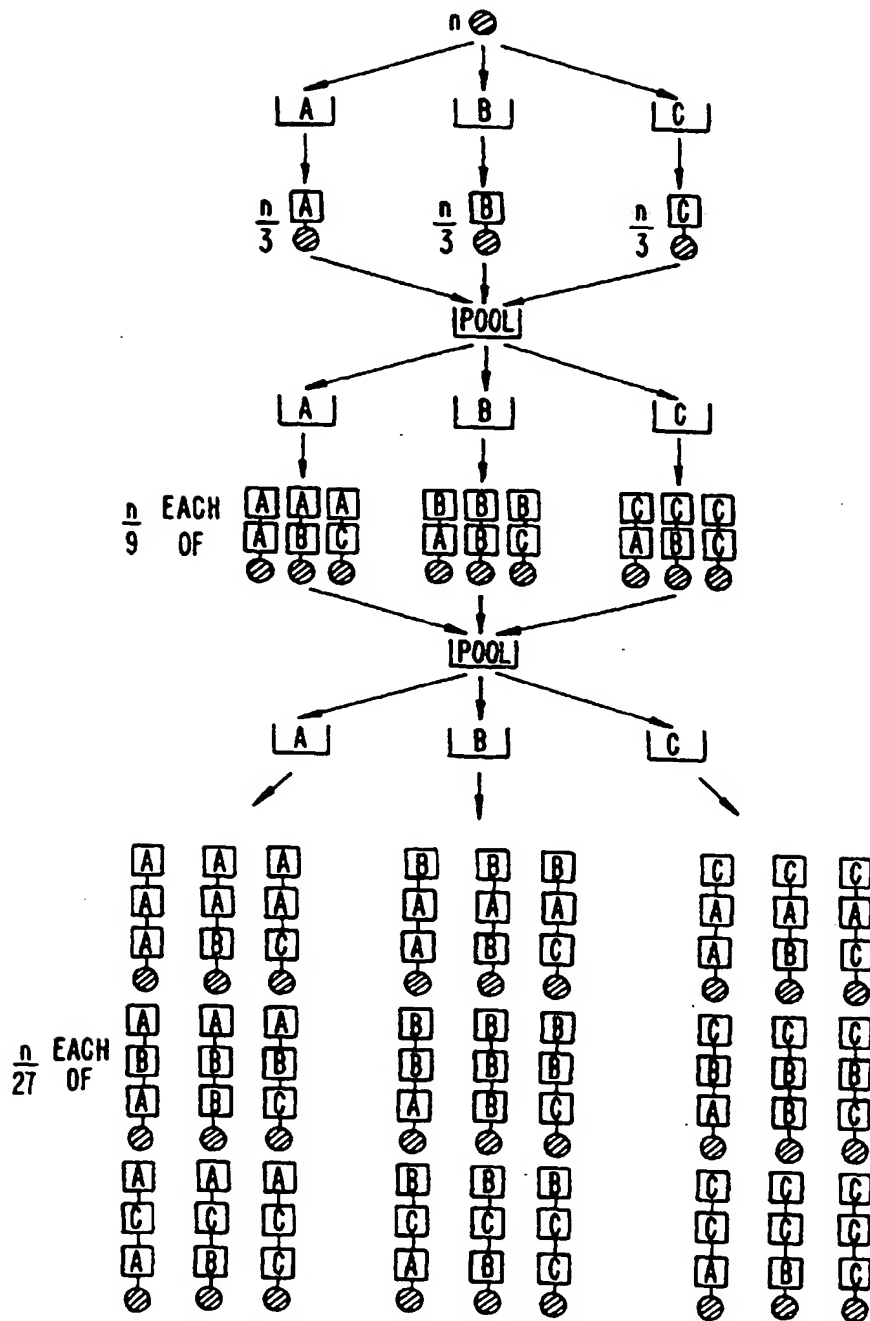 n
A B C
n/3 A n/3 B n/3 C
POOL
A B C
A A A B B B C C C
n/9 EACH OF
A B C A B C A B C
POOL
A B C
A A A B B B C C C
A A A A A A A A A
A B C A B C A B C
n/27 EACH OF
A A A B B B C C C
B B B B B B B B B
A B C A B C A B C
A A A B B B C C C
C C C C C C C C C
A B C A B C A B C